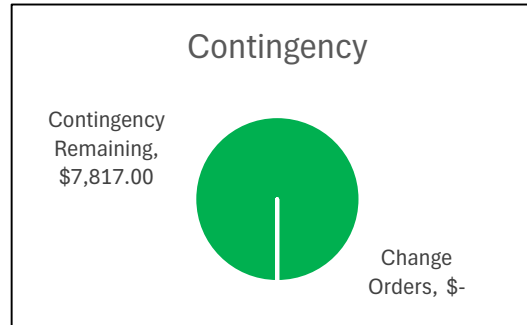 Contingency
Contingency
Remaining,
$7,817.00
Change
Orders, $-